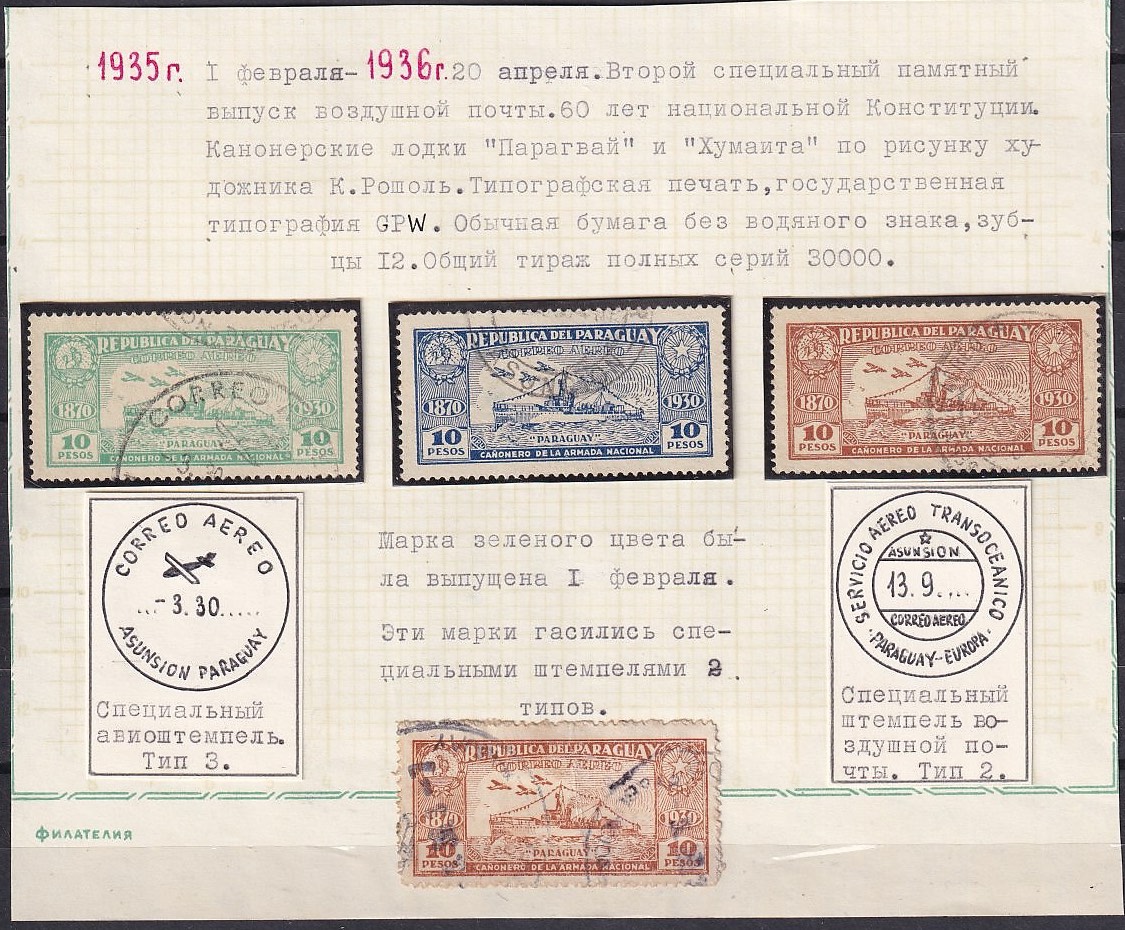 1935г. I февраля- 1936г. 20 апреля.Второй специальный памятный
выпуск воздушной почты.60 лет национальной Конституции.
Канонерские лодки "Парагвай" и "Хумаита" по рисунку ху-
дожника К.Рошоль.Типографская печать,государственная
типография GPW. Обычная бумага без водяного знака,зуб-
цы I2.Общий тираж полных серий 30000.
REPUBLICA DEL PARAGUAY
CORREO AEREO
1870 1930
10 10
PESOS "PARAGUAY" PESOS
CAÑONERO DE LA ARMADA NACIONAL
CORREO
REPUBLICA DEL PARAGUAY
CORREO AEREO
1870 1930
10 10
PESOS "PARAGUAY" PESOS
CAÑONERO DE LA ARMADA NACIONAL
REPUBLICA DEL PARAGUAY
CORREO AEREO
1870 1930
10 10
PESOS "PARAGUAY" PESOS
CAÑONERO DE LA ARMADA NACIONAL
CORREO AEREO
..-3.30.....
ASUNSION PARAGUAY
Специальный
авиоштемпель.
Тип 3.
Марка зеленого цвета бы-
ла выпущена I февраля.
Эти марки гасились спе-
циальными штемпелями 2
типов.
SERVICIO AEREO TRANSOCEANICO
ASUNSION
13.9....
CORREO AEREO
·PARAGUAY-EUROPA·
Специальный
штемпель во-
здушной по-
чты. Тип 2.
REPUBLICA DEL PARAGUAY
CORREO AEREO
1870 1930
10 10
PESOS "PARAGUAY" PESOS
CAÑONERO DE LA ARMADA NACIONAL
ФИЛАТЕЛИЯ